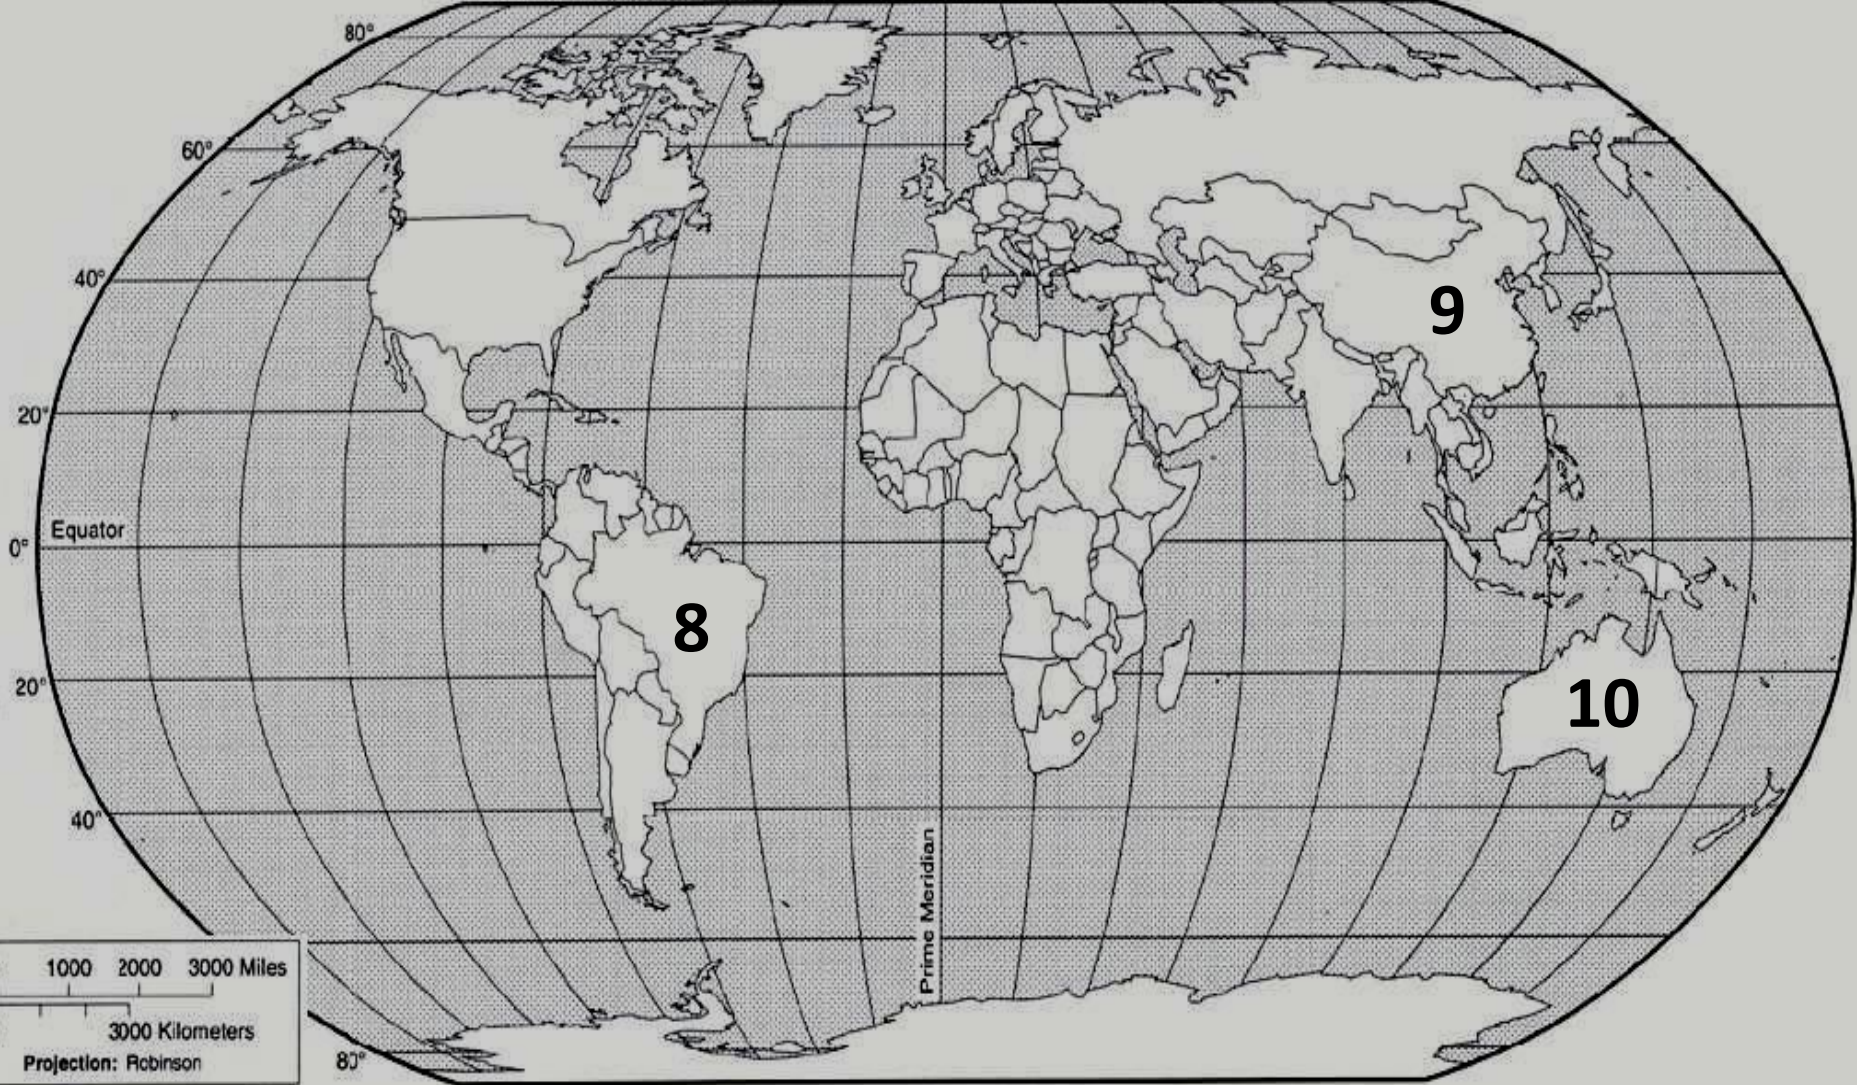 80°
60°
40°
9
20°
Equator
0°
8
20°
10
40°
Prime Meridian
1000 2000 3000 Miles
3000 Kilometers
Projection: Robinson
80°